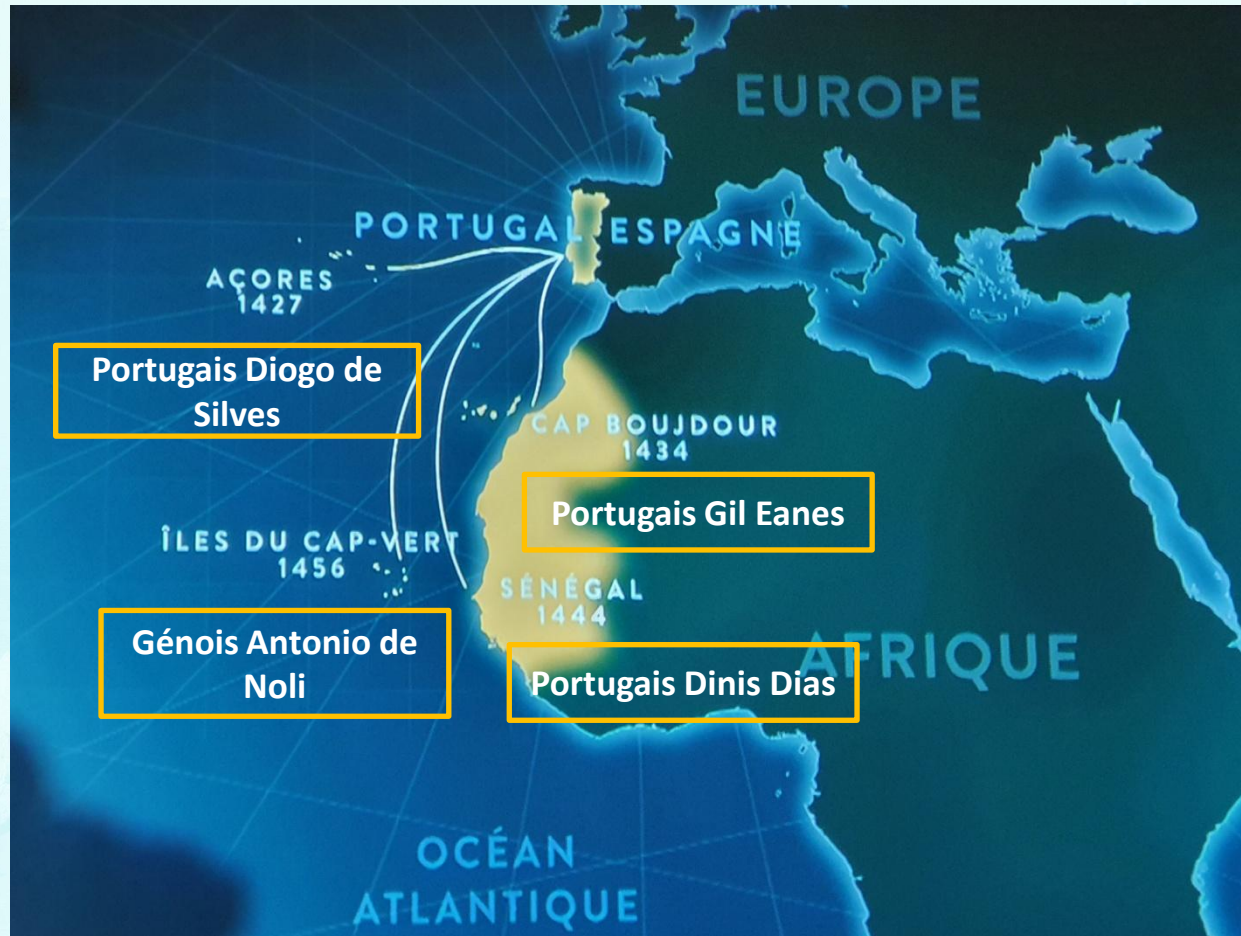 EUROPE
PORTUGAL ESPAGNE
AÇORES
1427
Portugais Diogo de
Silves
CAP BOUJDOUR
1434
Portugais Gil Eanes
ÎLES DU CAP-VERT
1456
SÉNÉGAL
1444
Génois Antonio de
Noli
Portugais Dinis Dias
AFRIQUE
OCÉAN
ATLANTIQUE